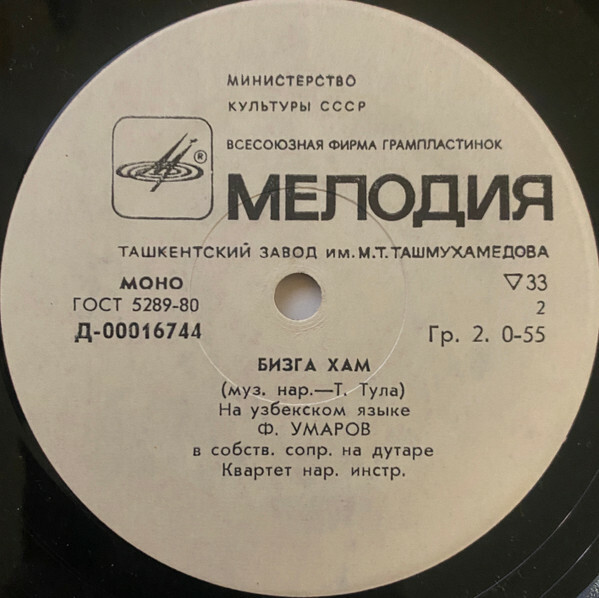 МИНИСТЕРСТВО
КУЛЬТУРЫ СССР
ВСЕСОЮЗНАЯ ФИРМА ГРАМПЛАСТИНОК
®
МЕЛОДИЯ
ТАШКЕНТСКИЙ ЗАВОД им. М.Т. ТАШМУХАМЕДОВА
МОНО ▽33
ГОСТ 5289-80 2
Д-00016744 Гр. 2. 0-55
БИЗГА ХАМ
(муз. нар.—Т. Тула)
На узбекском языке
Ф. УМАРОВ
в собств. сопр. на дутаре
Квартет нар. инстр.